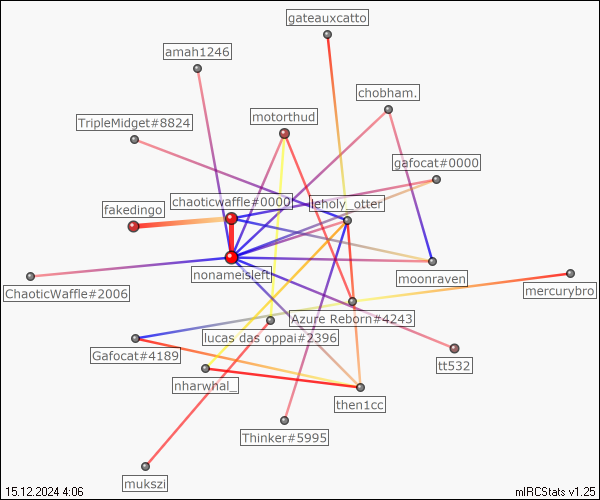 gateauxcatto
amah1246
chobham.
TripleMidget#8824
motorthud
gafocat#0000
chaoticwaffle#0000
leholy_otter
fakedingo
nonameisleft
moonraven
ChaoticWaffle#2006
mercurybro
Azure Reborn#4243
lucas das oppai#2396
Gafocat#4189
tt532
nharwhal_
then1cc
Thinker#5995
mukszi
15.12.2024 4:06
mIRCStats v1.25